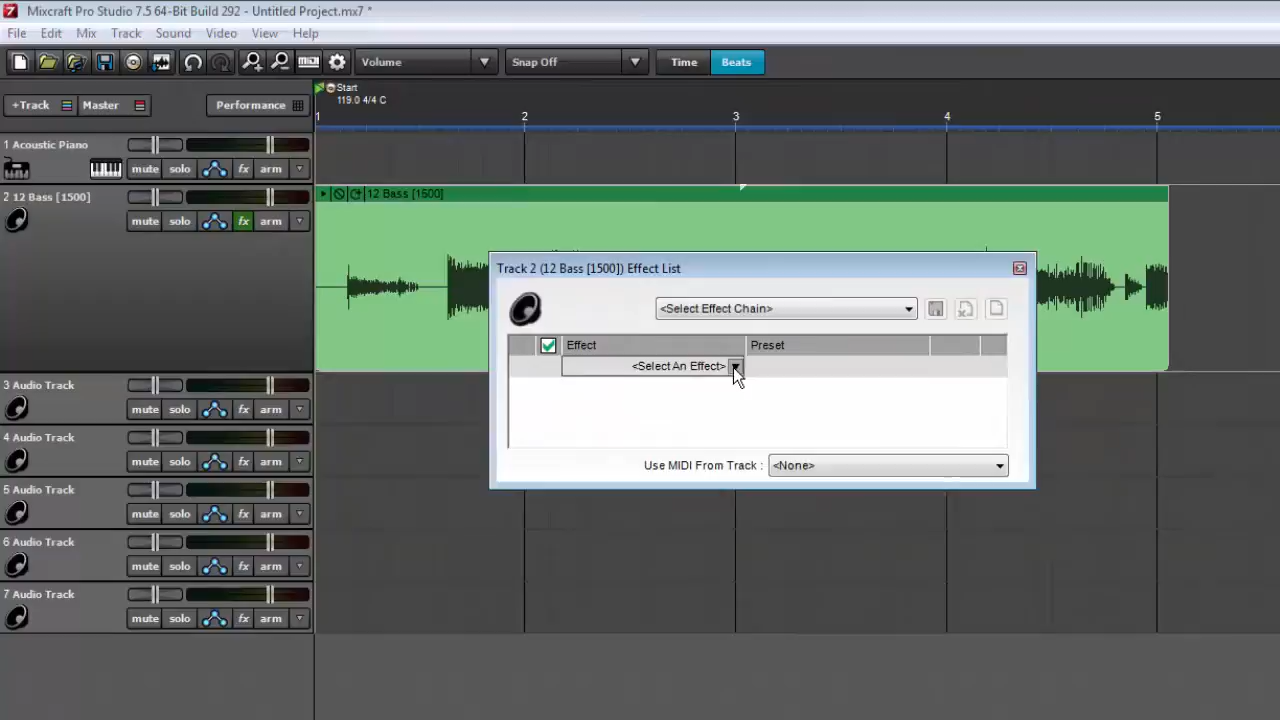 Mixcraft Pro Studio 7.5 64-Bit Build 292 - Untitled Project.mx7 *
File Edit Mix Track Sound Video View Help
Volume Snap Off Time Beats
+Track Master Performance
Start
119.0 4/4 C
1 2 3 4 5
1 Acoustic Piano
mute solo fx arm
2 12 Bass [1500]
mute solo fx arm
12 Bass [1500]
Track 2 (12 Bass [1500]) Effect List
<Select Effect Chain>
Effect Preset
<Select An Effect>
Use MIDI From Track : <None>
3 Audio Track
mute solo fx arm
4 Audio Track
mute solo fx arm
5 Audio Track
mute solo fx arm
6 Audio Track
mute solo fx arm
7 Audio Track
mute solo fx arm